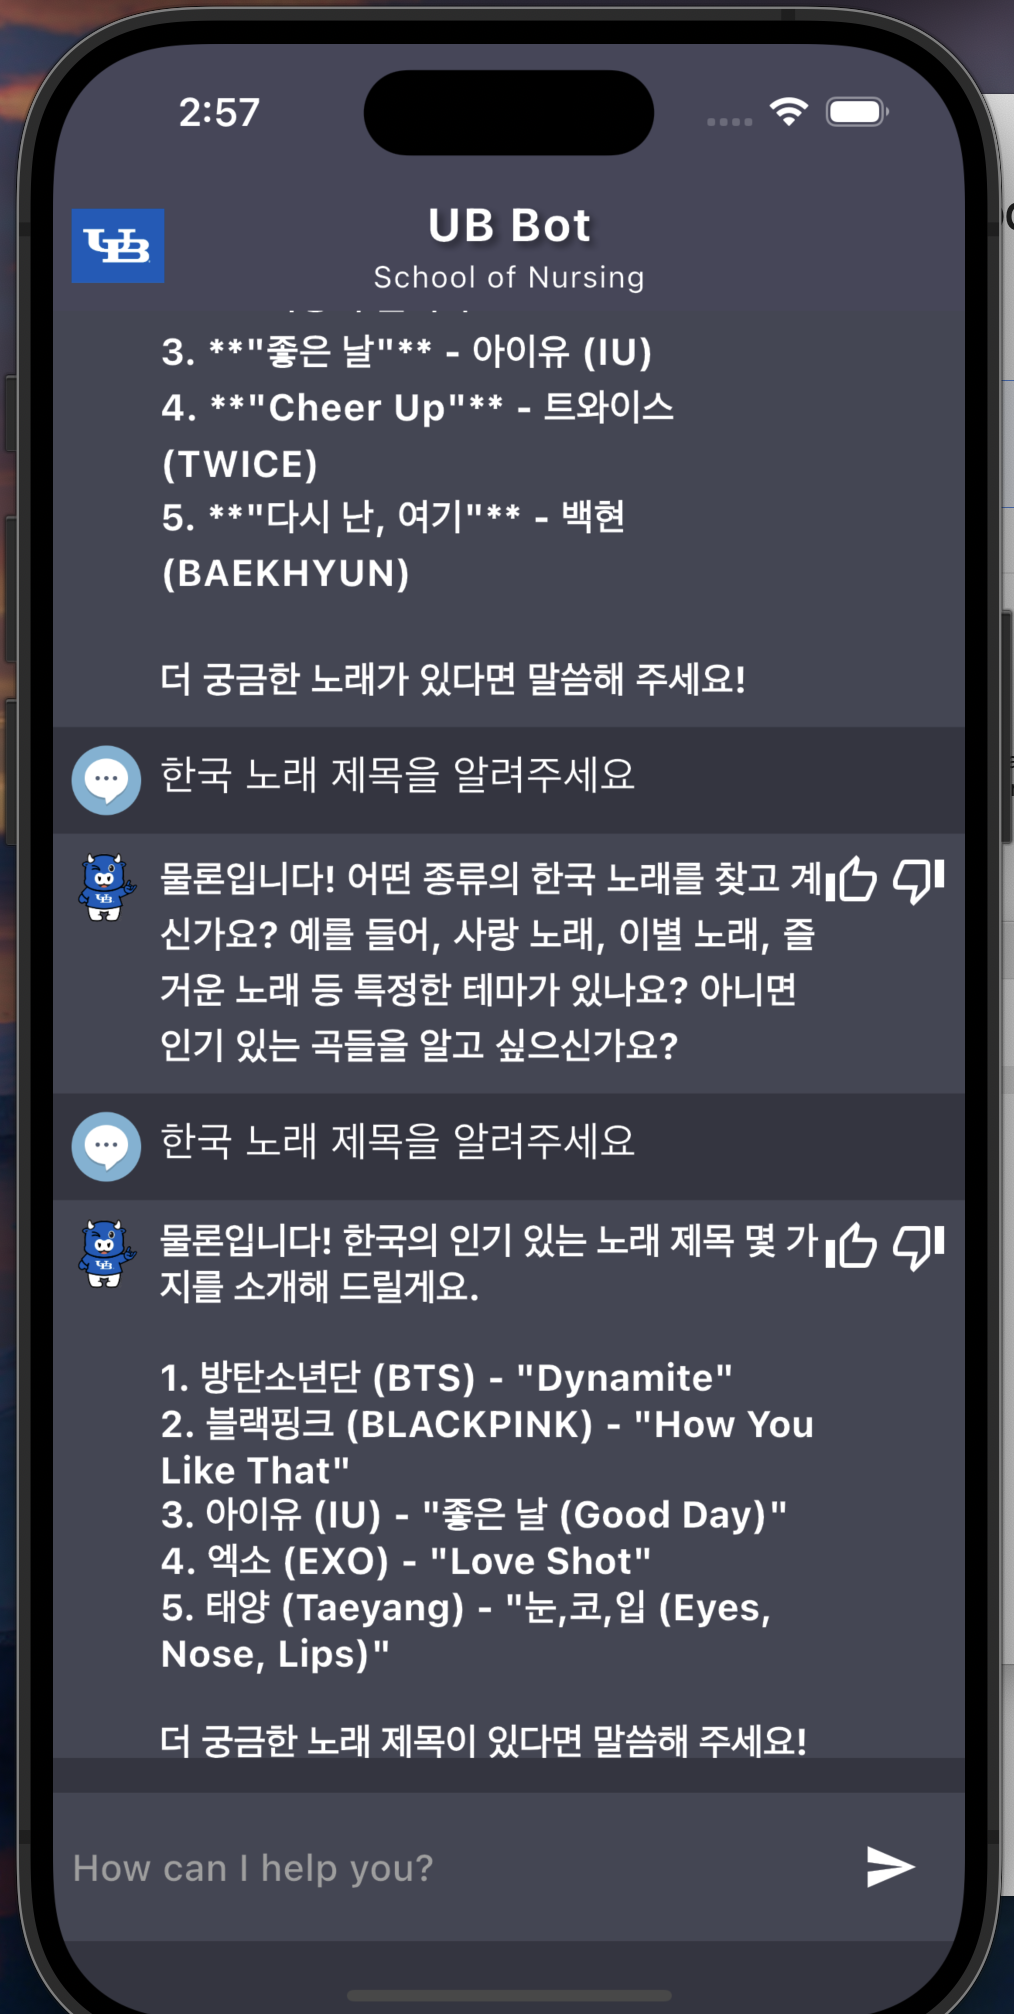 2:57
UB Bot
School of Nursing
3. **"좋은 날"** - 아이유 (IU)
4. **"Cheer Up"** - 트와이스
(TWICE)
5. **"다시 난, 여기"** - 백현
(BAEKHYUN)
더 궁금한 노래가 있다면 말씀해 주세요!
한국 노래 제목을 알려주세요
물론입니다! 어떤 종류의 한국 노래를 찾고 계
신가요? 예를 들어, 사랑 노래, 이별 노래, 즐
거운 노래 등 특정한 테마가 있나요? 아니면
인기 있는 곡들을 알고 싶으신가요?
한국 노래 제목을 알려주세요
물론입니다! 한국의 인기 있는 노래 제목 몇 가
지를 소개해 드릴게요.
1. 방탄소년단 (BTS) - "Dynamite"
2. 블랙핑크 (BLACKPINK) - "How You
Like That"
3. 아이유 (IU) - "좋은 날 (Good Day)"
4. 엑소 (EXO) - "Love Shot"
5. 태양 (Taeyang) - "눈,코,입 (Eyes,
Nose, Lips)"
더 궁금한 노래 제목이 있다면 말씀해 주세요!
How can I help you?